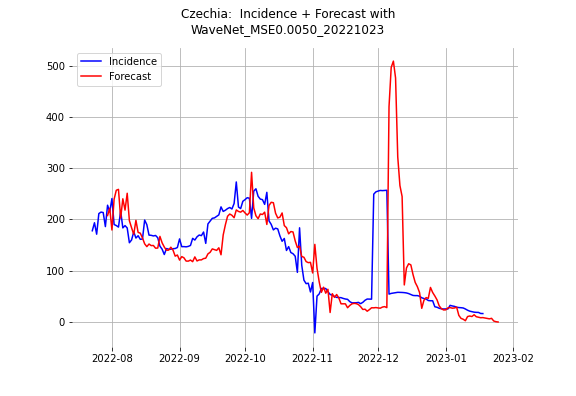 Czechia:  Incidence + Forecast with
WaveNet_MSE0.0050_20221023
Incidence
Forecast
500
400
300
200
100
0
2022-08 2022-09 2022-10 2022-11 2022-12 2023-01 2023-02